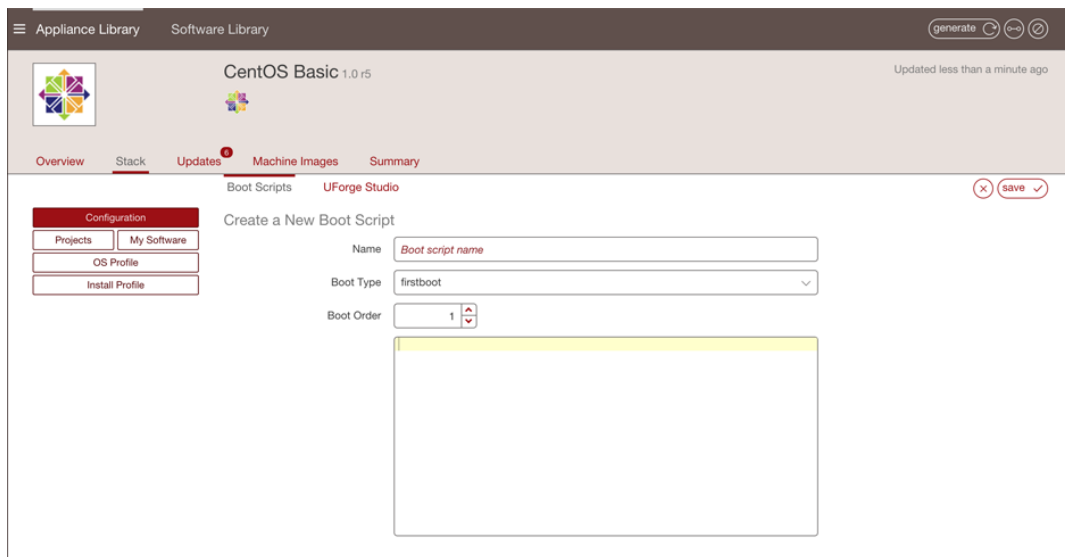 Appliance Library Software Library generate
CentOS Basic 1.0 r5 Updated less than a minute ago
Overview Stack Updates 6 Machine Images Summary
Boot Scripts UForge Studio save
Configuration
Create a New Boot Script
Projects My Software
Name Boot script name
OS Profile
Boot Type firstboot
Install Profile
Boot Order 1